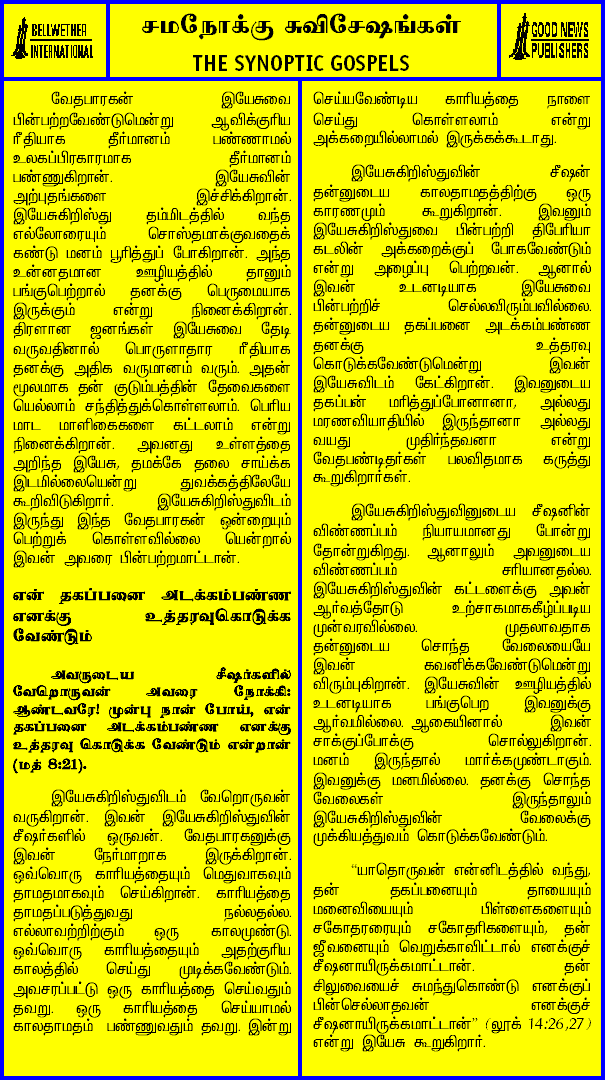 BELLWETHER
INTERNATIONAL
சமநோக்கு சுவிசேஷங்கள்
THE SYNOPTIC GOSPELS
GOOD NEWS
PUBLISHERS
வேதபாரகன் இயேசுவை
பின்பற்றவேண்டுமென்று ஆவிக்குரிய
ரீதியாக தீர்மானம் பண்ணாமல்
உலகப்பிரகாரமாக தீர்மானம்
பண்ணுகிறான். இயேசுவின்
அற்புதங்களை இச்சிக்கிறான்.
இயேசுகிறிஸ்து தம்மிடத்தில் வந்த
எல்லோரையும் சொஸ்தமாக்குவதைக்
கண்டு மனம் பூரித்துப் போகிறான். அந்த
உன்னதமான ஊழியத்தில் தானும்
பங்குபெற்றால் தனக்கு பெருமையாக
இருக்கும் என்று நினைக்கிறான்.
திரளான ஜனங்கள் இயேசுவை தேடி
வருவதினால் பொருளாதார ரீதியாக
தனக்கு அதிக வருமானம் வரும். அதன்
மூலமாக தன் குடும்பத்தின் தேவைகளை
யெல்லாம் சந்தித்துக்கொள்ளலாம். பெரிய
மாட மாளிகைகளை கட்டலாம் என்று
நினைக்கிறான். அவனது உள்ளத்தை
அறிந்த இயேசு, தமக்கே தலை சாய்க்க
இடமில்லையென்று துவக்கத்திலேயே
கூறிவிடுகிறார். இயேசுகிறிஸ்துவிடம்
இருந்து இந்த வேதபாரகன் ஒன்றையும்
பெற்றுக் கொள்ளவில்லை யென்றால்
இவன் அவரை பின்பற்றமாட்டான்.
என் தகப்பனை அடக்கம்பண்ண
எனக்கு உத்தரவுகொடுக்க
வேண்டும்
அவருடைய சீஷர்களில்
வேறொருவன் அவரை நோக்கி:
ஆண்டவரே! முன்பு நான் போய், என்
தகப்பனை அடக்கம்பண்ண எனக்கு
உத்தரவு கொடுக்க வேண்டும் என்றான்
(மத் 8:21).
இயேசுகிறிஸ்துவிடம் வேறொருவன்
வருகிறான். இவன் இயேசுகிறிஸ்துவின்
சீஷர்களில் ஒருவன். வேதபாரகனுக்கு
இவன் நேர்மாறாக இருக்கிறான்.
ஒவ்வொரு காரியத்தையும் மெதுவாகவும்
தாமதமாகவும் செய்கிறான். காரியத்தை
தாமதப்படுத்துவது நல்லதல்ல.
எல்லாவற்றிற்கும் ஒரு காலமுண்டு.
ஒவ்வொரு காரியத்தையும் அதற்குரிய
காலத்தில் செய்து முடிக்கவேண்டும்.
அவசரப்பட்டு ஒரு காரியத்தை செய்வதும்
தவறு. ஒரு காரியத்தை செய்யாமல்
காலதாமதம் பண்ணுவதும் தவறு. இன்று
செய்யவேண்டிய காரியத்தை நாளை
செய்து கொள்ளலாம் என்று
அக்கறையில்லாமல் இருக்கக்கூடாது.
இயேசுகிறிஸ்துவின் சீஷன்
தன்னுடைய காலதாமதத்திற்கு ஒரு
காரணமும் கூறுகிறான். இவனும்
இயேசுகிறிஸ்துவை பின்பற்றி திபேரியா
கடலின் அக்கறைக்குப் போகவேண்டும்
என்று அழைப்பு பெற்றவன். ஆனால்
இவன் உடனடியாக இயேசுவை
பின்பற்றிச் செல்லவிரும்பவில்லை.
தன்னுடைய தகப்பனை அடக்கம்பண்ண
தனக்கு உத்தரவு
கொடுக்கவேண்டுமென்று இவன்
இயேசுவிடம் கேட்கிறான். இவனுடைய
தகப்பன் மரித்துப்போனானா, அல்லது
மரணவியாதியில் இருந்தானா அல்லது
வயது முதிர்ந்தவனா என்று
வேதபண்டிதர்கள் பலவிதமாக கருத்து
கூறுகிறார்கள்.
இயேசுகிறிஸ்துவினுடைய சீஷனின்
விண்ணப்பம் நியாயமானது போன்று
தோன்றுகிறது. ஆனாலும் அவனுடைய
விண்ணப்பம் சரியானதல்ல.
இயேசுகிறிஸ்துவின் கட்டளைக்கு அவன்
ஆர்வத்தோடு உற்சாகமாககீழ்ப்படிய
முன்வரவில்லை. முதலாவதாக
தன்னுடைய சொந்த வேலையையே
இவன் கவனிக்கவேண்டுமென்று
விரும்புகிறான். இயேசுவின் ஊழியத்தில்
உடனடியாக பங்குபெற இவனுக்கு
ஆர்வமில்லை. ஆகையினால் இவன்
சாக்குப்போக்கு சொல்லுகிறான்.
மனம் இருந்தால் மார்க்கமுண்டாகும்.
இவனுக்கு மனமில்லை. தனக்கு சொந்த
வேலைகள் இருந்தாலும்
இயேசுகிறிஸ்துவின் வேலைக்கு
முக்கியத்துவம் கொடுக்கவேண்டும்.
“யாதொருவன் என்னிடத்தில் வந்து,
தன் தகப்பனையும் தாயையும்
மனைவியையும் பிள்ளைகளையும்
சகோதரரையும் சகோதரிகளையும், தன்
ஜீவனையும் வெறுக்காவிட்டால் எனக்குச்
சீஷனாயிருக்கமாட்டான். தன்
சிலுவையைச் சுமந்துகொண்டு எனக்குப்
பின்செல்லாதவன் எனக்குச்
சீஷனாயிருக்கமாட்டான்” (லூக் 14:26,27)
என்று இயேசு கூறுகிறார்.